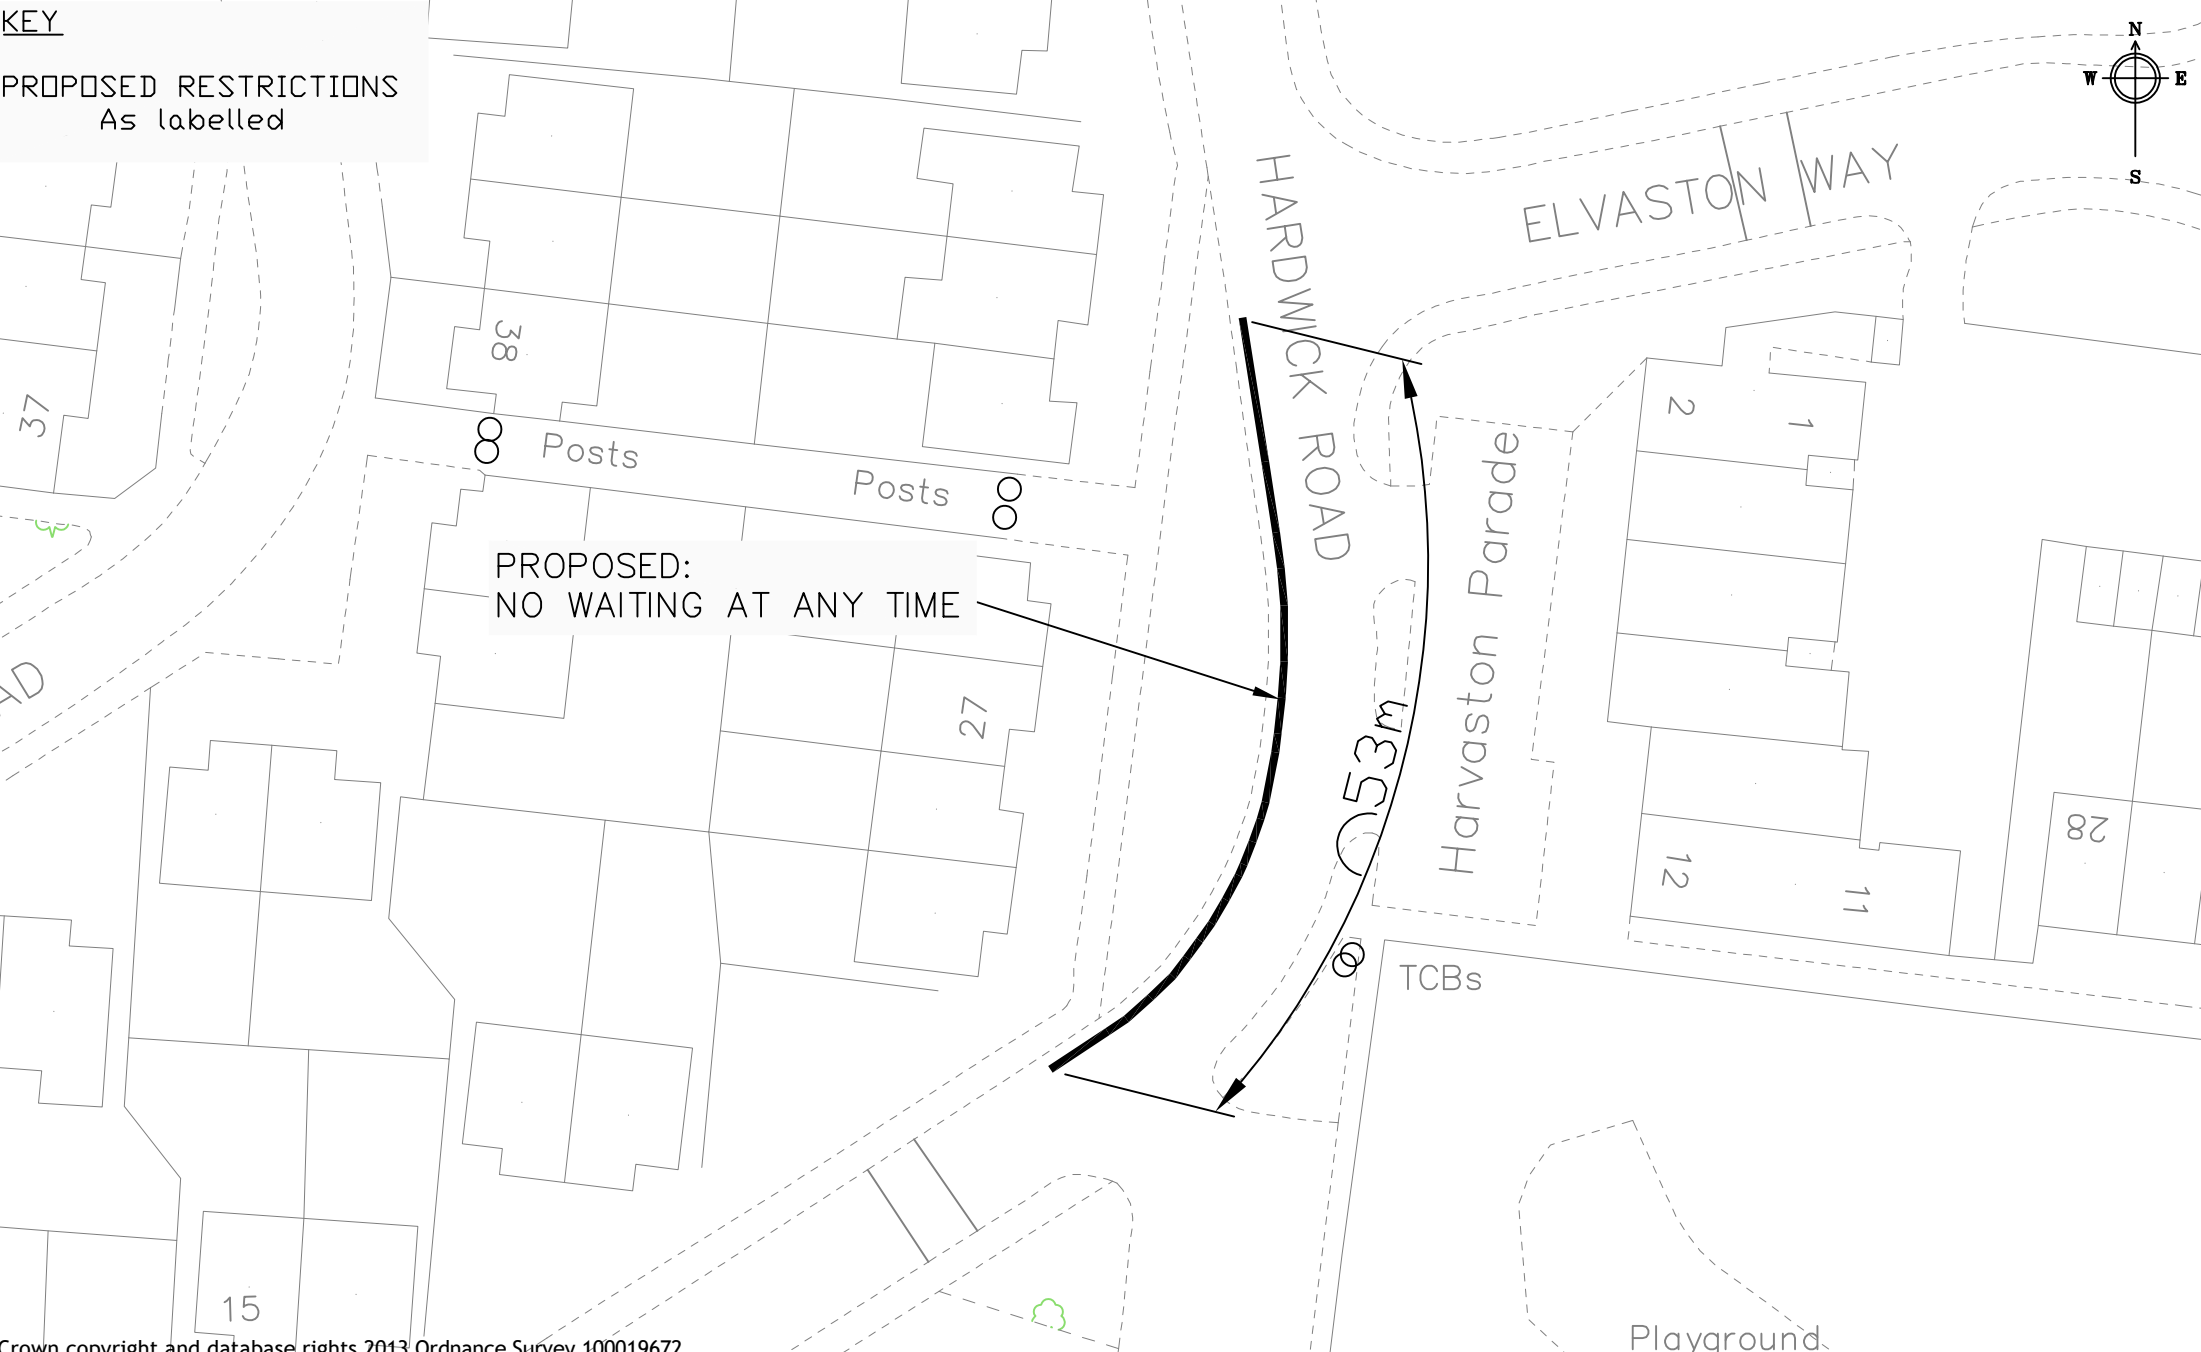 KEY
PROPOSED RESTRICTIONS
As labelled
N
W E
S
HARDWICK ROAD
ELVASTON WAY
38
37
Posts
Posts
2
1
PROPOSED:
NO WAITING AT ANY TIME
Harvaston Parade
27
53m
28
12
11
TCBs
15
Playground
Crown copyright and database rights 2013 Ordnance Survey 100019672